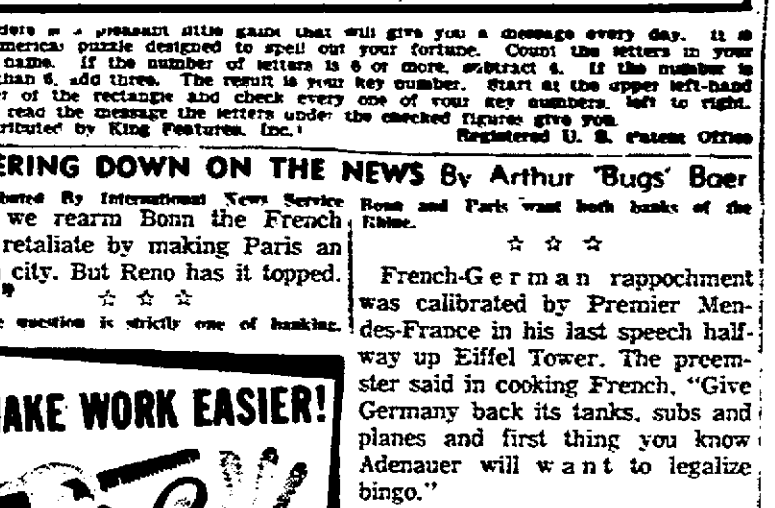 is a pleasant little game that will give you a message every day. It is
puzzle designed to spell out your fortune. Count the letters in your
name. If the number of letters is 6 or more, subtract 4. If the number is
than 6, add three. The result is your key number. Start at the upper left-hand
r of the rectangle and check every one of your key numbers, left to right.
read the message the letters under the checked figures give you.
tributed by King Features, Inc.
Registered U. S. Patent Office
ERING DOWN ON THE NEWS By Arthur 'Bugs' Baer
buted By International News Service
we rearm Bonn the French
retaliate by making Paris an
city. But Reno has it topped.
☆ ☆ ☆
question is strictly one of banking.
AKE WORK EASIER!
Bonn and Paris want both banks of the
Rhine.
☆ ☆ ☆
French-German rappochment
was calibrated by Premier Men-
des-France in his last speech half-
way up Eiffel Tower. The preem-
ster said in cooking French, "Give
Germany back its tanks, subs and
planes and first thing you know
Adenauer will want to legalize
bingo."